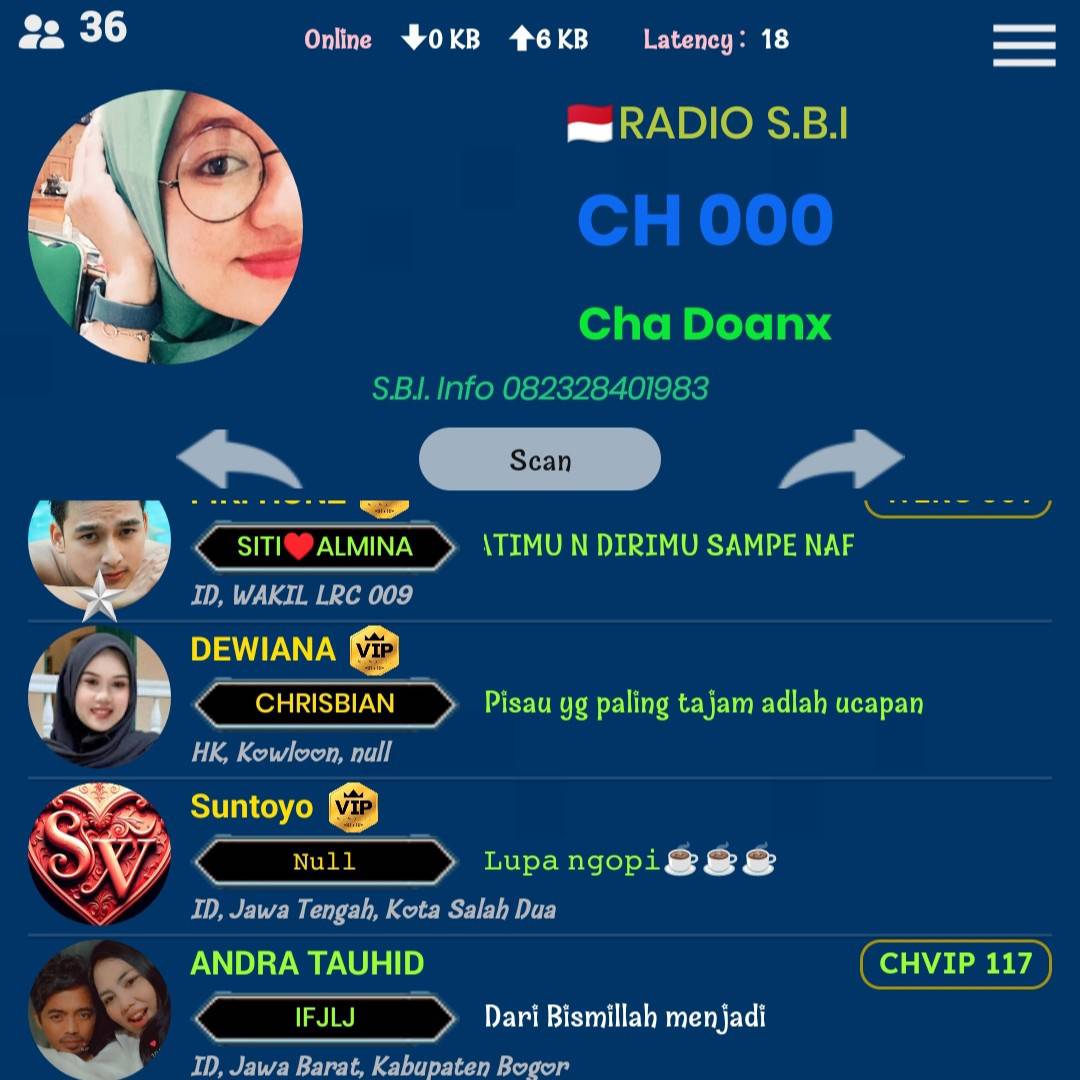 36
Online 0 KB 6 KB Latency : 18
🇮🇩RADIO S.B.I
CH 000
Cha Doanx
S.B.I. Info 082328401983
Scan
SITI❤️ALMINA
ATIMU N DIRIMU SAMPE NAF
ID, WAKIL LRC 009
DEWIANA VIP
CHRISBIAN
Pisau yg paling tajam adlah ucapan
HK, Kowloon, null
Suntoyo VIP
Null
Lupa ngopi☕☕☕
ID, Jawa Tengah, Kota Salah Dua
ANDRA TAUHID
CHVIP 117
IFJLJ
Dari Bismillah menjadi
ID, Jawa Barat, Kabupaten Bogor